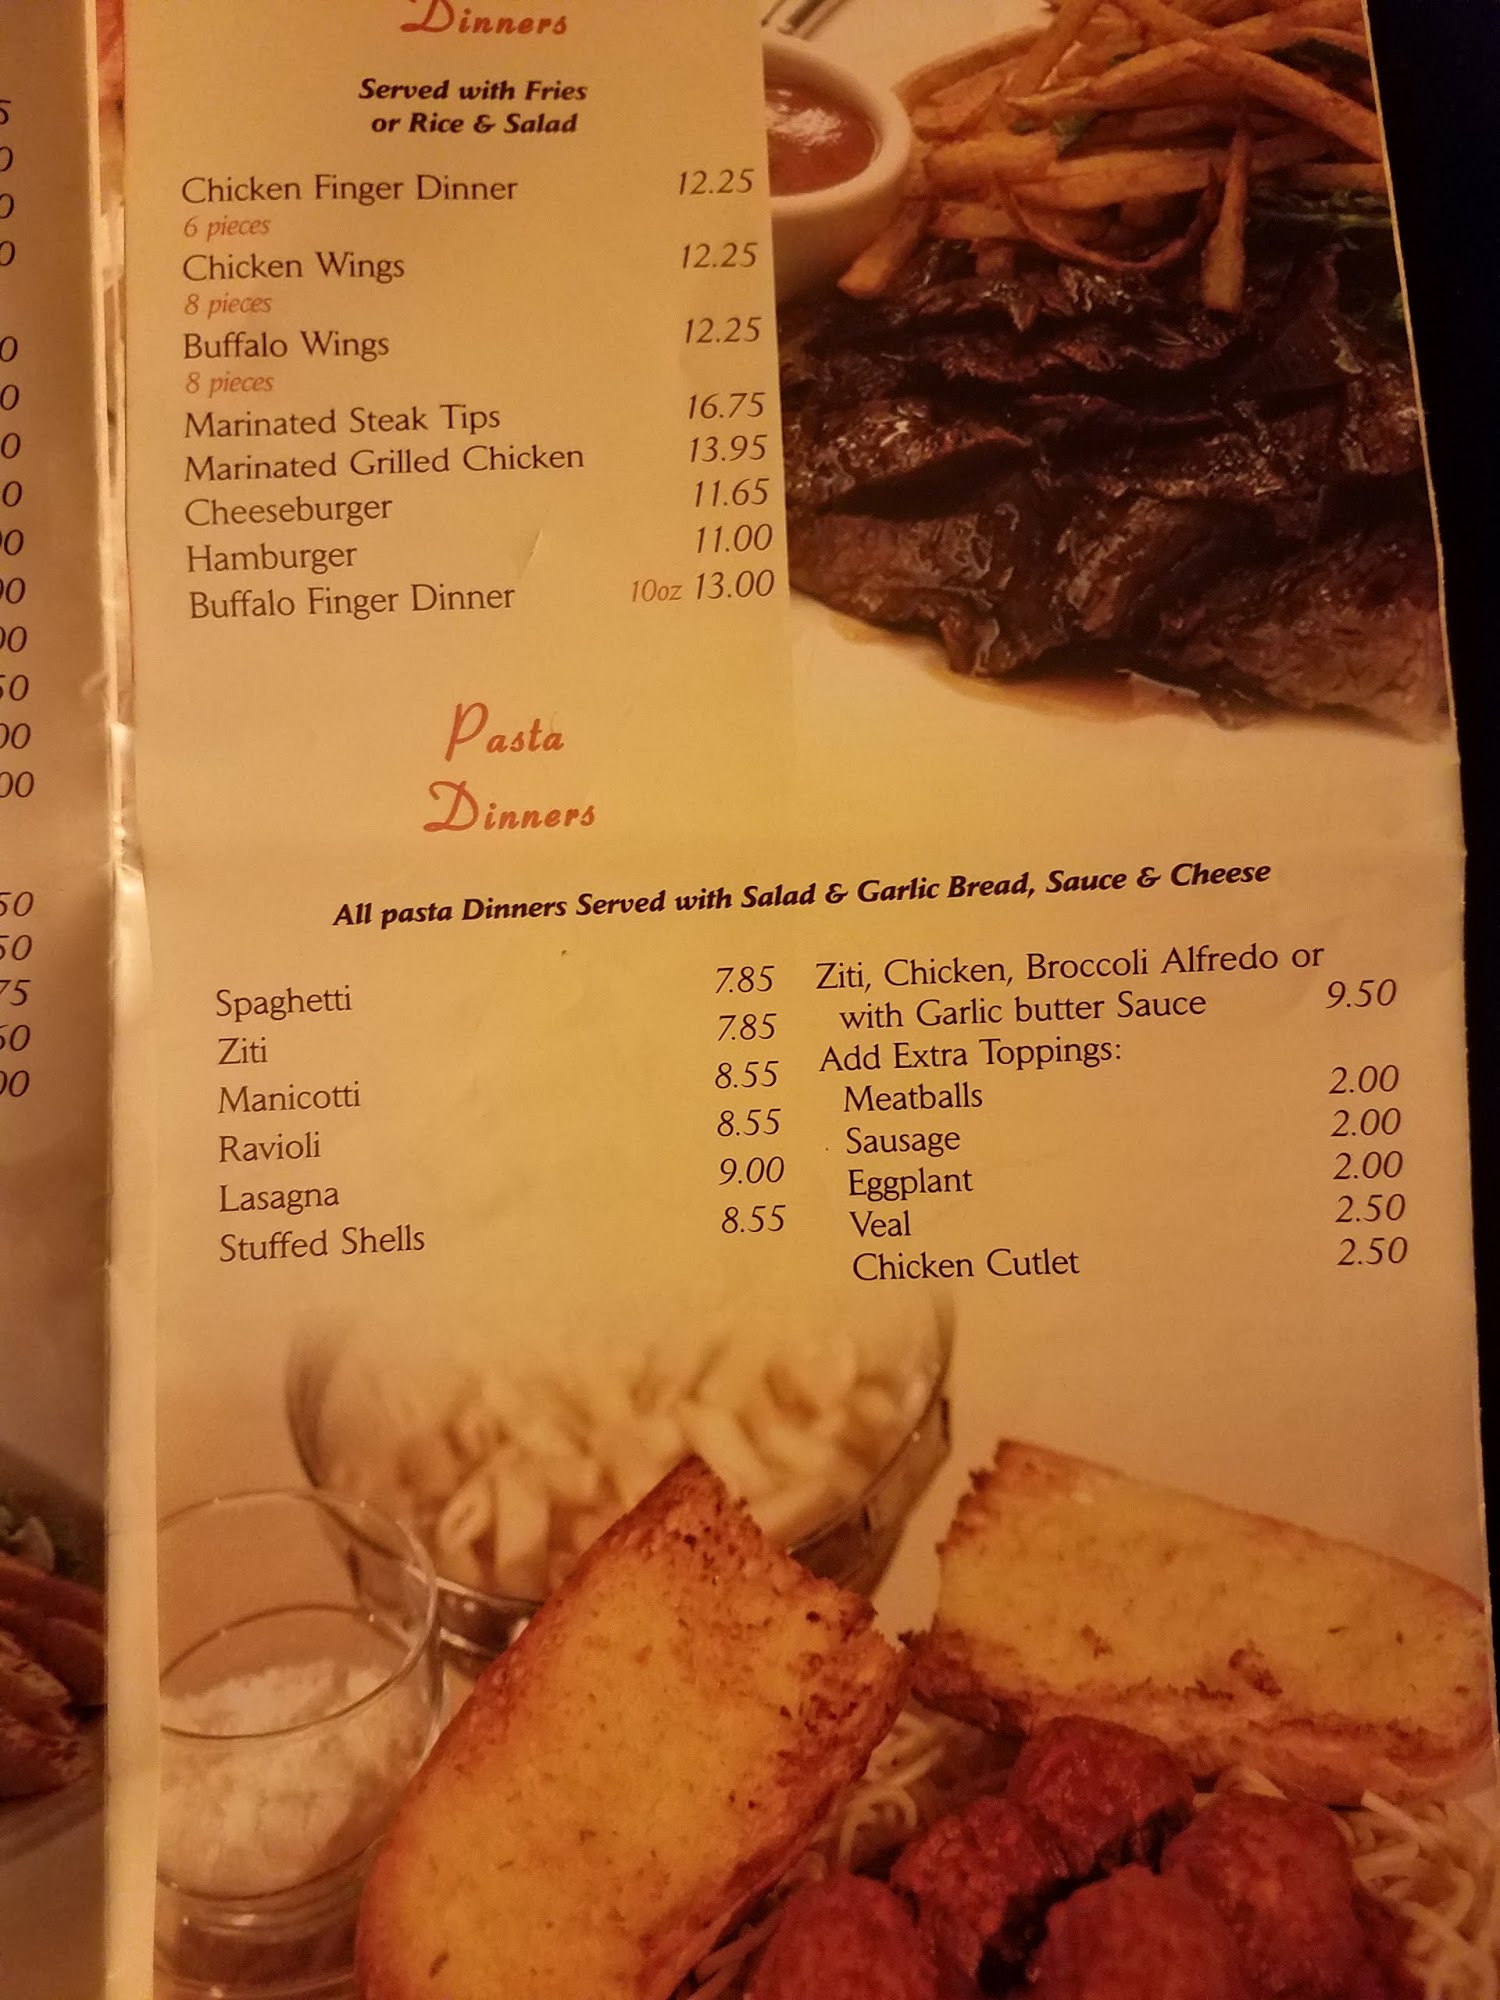 Dinners
Served with Fries
or Rice & Salad
Chicken Finger Dinner 12.25
6 pieces
Chicken Wings 12.25
8 pieces
Buffalo Wings 12.25
8 pieces
Marinated Steak Tips 16.75
Marinated Grilled Chicken 13.95
Cheeseburger 11.65
Hamburger 11.00
Buffalo Finger Dinner 10oz 13.00
Pasta
Dinners
All pasta Dinners Served with Salad & Garlic Bread, Sauce & Cheese
Spaghetti 7.85
Ziti 7.85
Manicotti 8.55
Ravioli 8.55
Lasagna 9.00
Stuffed Shells 8.55
Ziti, Chicken, Broccoli Alfredo or
with Garlic butter Sauce 9.50
Add Extra Toppings:
Meatballs 2.00
Sausage 2.00
Eggplant 2.00
Veal 2.50
Chicken Cutlet 2.50